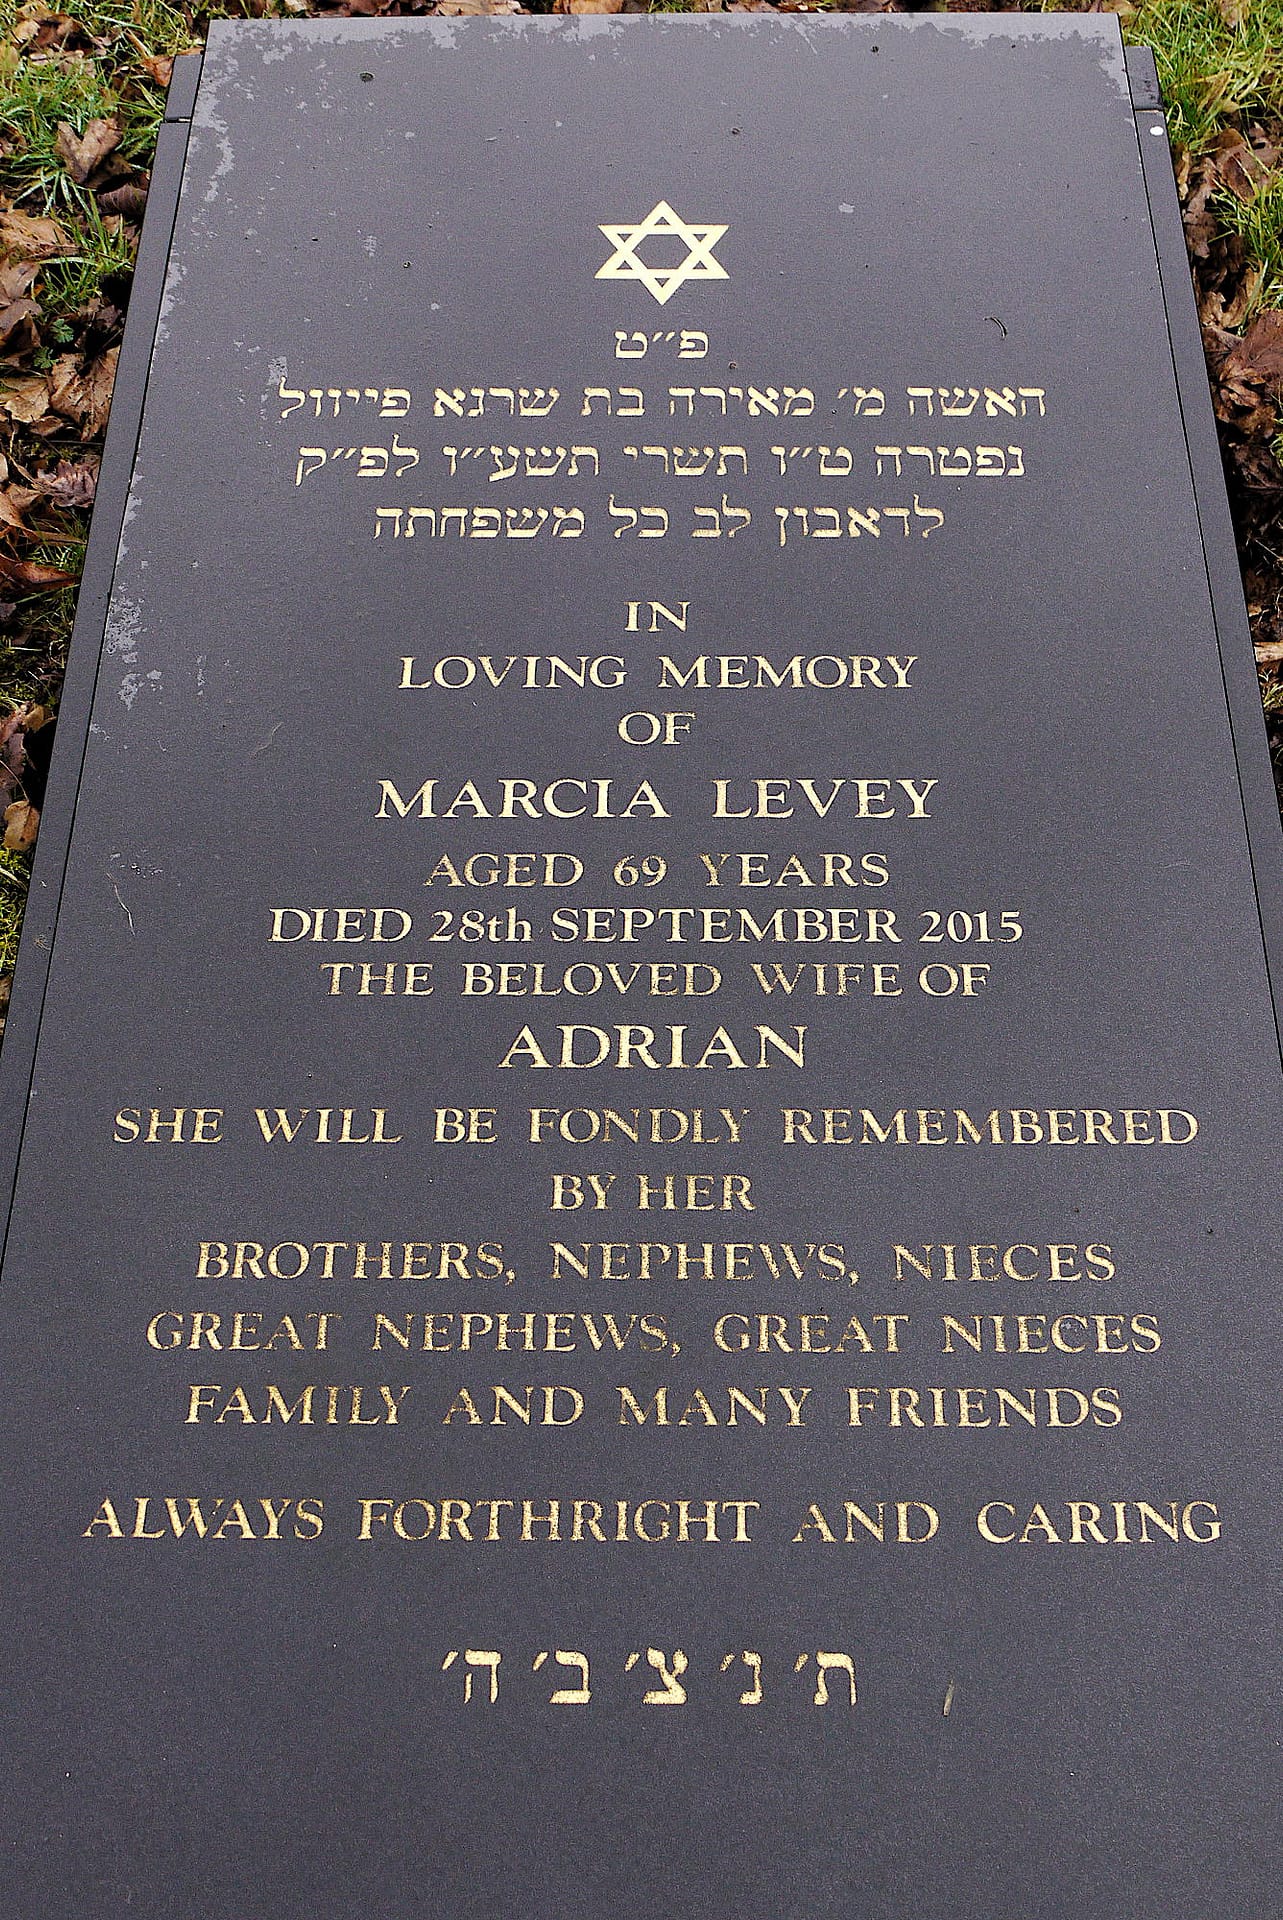 פ״ט
האשה מ׳ מאירה בת שרגא פייוול
נפטרה ט״ו תשרי תשע״ו לפ״ק
לדאבון לב כל משפחתה
IN
LOVING MEMORY
OF
MARCIA LEVEY
AGED 69 YEARS
DIED 28th SEPTEMBER 2015
THE BELOVED WIFE OF
ADRIAN
SHE WILL BE FONDLY REMEMBERED
BY HER
BROTHERS, NEPHEWS, NIECES
GREAT NEPHEWS, GREAT NIECES
FAMILY AND MANY FRIENDS
ALWAYS FORTHRIGHT AND CARING
ת׳ נ׳ צ׳ ב׳ ה׳